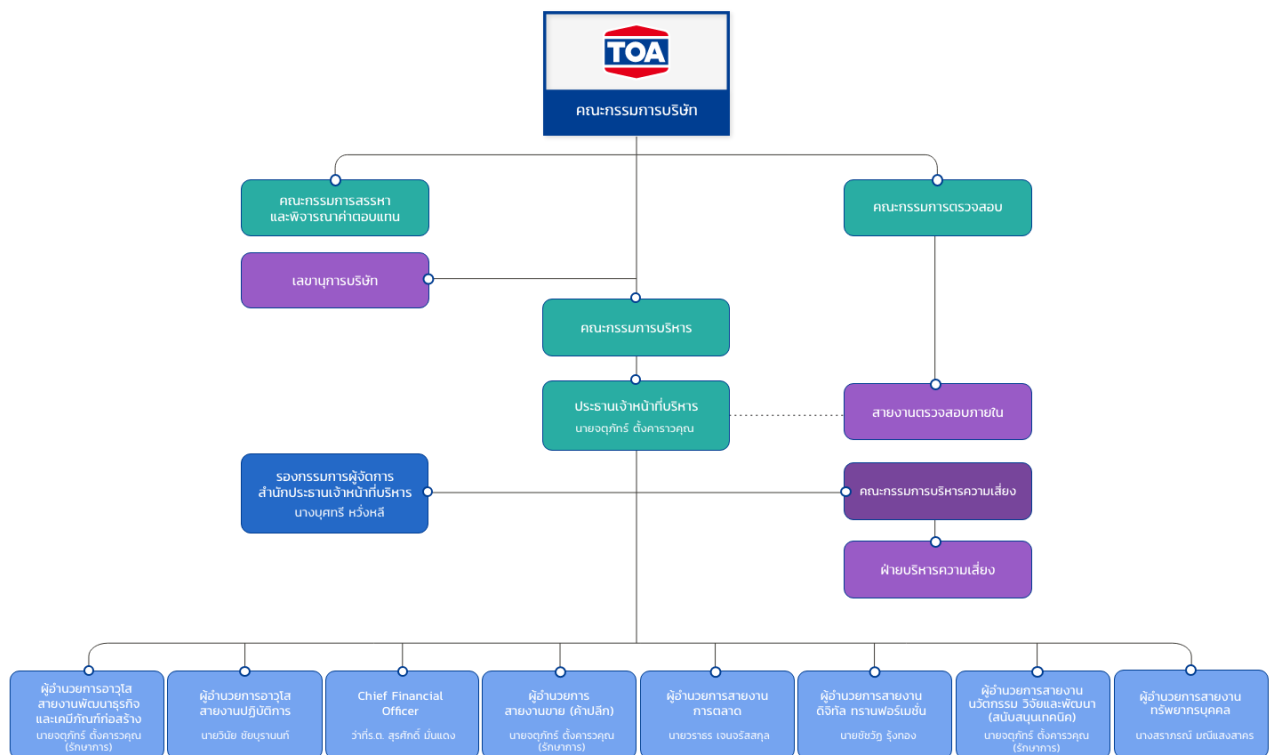 TOA
คณะกรรมการบริษัท
คณะกรรมการสรรหา
และพิจารณาค่าตอบแทน
คณะกรรมการตรวจสอบ
เลขานุการบริษัท
คณะกรรมการบริหาร
ประธานเจ้าหน้าที่บริหาร
นายจตุภัทร์ ตั้งคาราวคุณ
สายงานตรวจสอบภายใน
รองกรรมการผู้จัดการ
สำนักประธานเจ้าหน้าที่บริหาร
นางบุศทรี หวั่งหลี
คณะกรรมการบริหารความเสี่ยง
ฝ่ายบริหารความเสี่ยง
ผู้อำนวยการอาวุโส
สายงานพัฒนาธุรกิจ
และเคมีภัณฑ์ก่อสร้าง
นายจตุภัทร์ ตั้งคารวคุณ
(รักษาการ)
ผู้อำนวยการอาวุโส
สายงานปฏิบัติการ
นายวินัย ชัยบุรานนท์
Chief Financial
Officer
ว่าที่ร.ต. สุรศักดิ์ มั่นแดง
ผู้อำนวยการ
สายงานขาย (ค้าปลีก)
นายจตุภัทร์ ตั้งคารวคุณ
(รักษาการ)
ผู้อำนวยการสายงาน
การตลาด
นายวราธร เจนจรัสสกุล
ผู้อำนวยการสายงาน
ดิจิทัล ทรานฟอร์เมชั่น
นายชัชวัฏ รุ้งทอง
ผู้อำนวยการสายงาน
นวัตกรรม วิจัยและพัฒนา
(สนับสนุนเทคนิค)
นายจตุภัทร์ ตั้งคารวคุณ
(รักษาการ)
ผู้อำนวยการสายงาน
ทรัพยากรบุคคล
นางสราภรณ์ มณีแสงสาคร